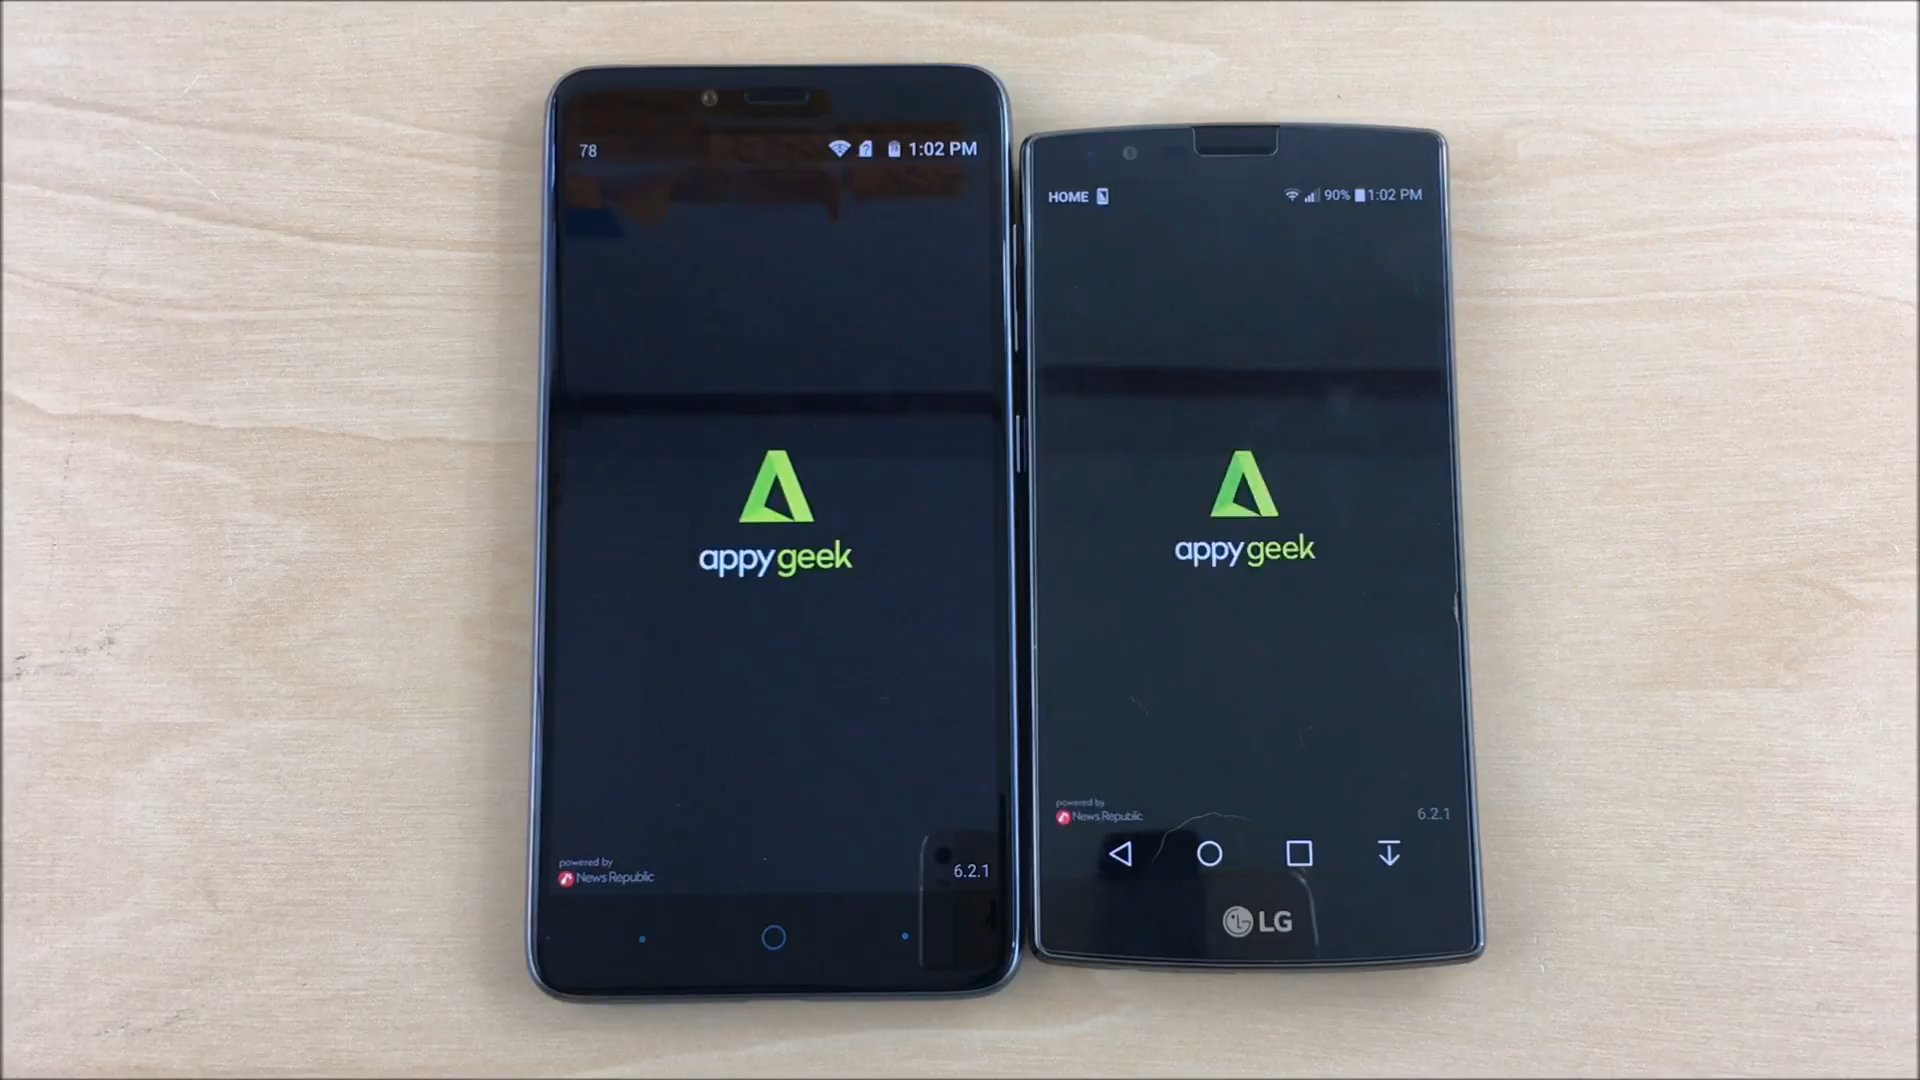 78
1:02 PM
appy geek
powered by
News Republic
6.2.1
HOME
90% 1:02 PM
appy geek
powered by
News Republic
6.2.1
LG